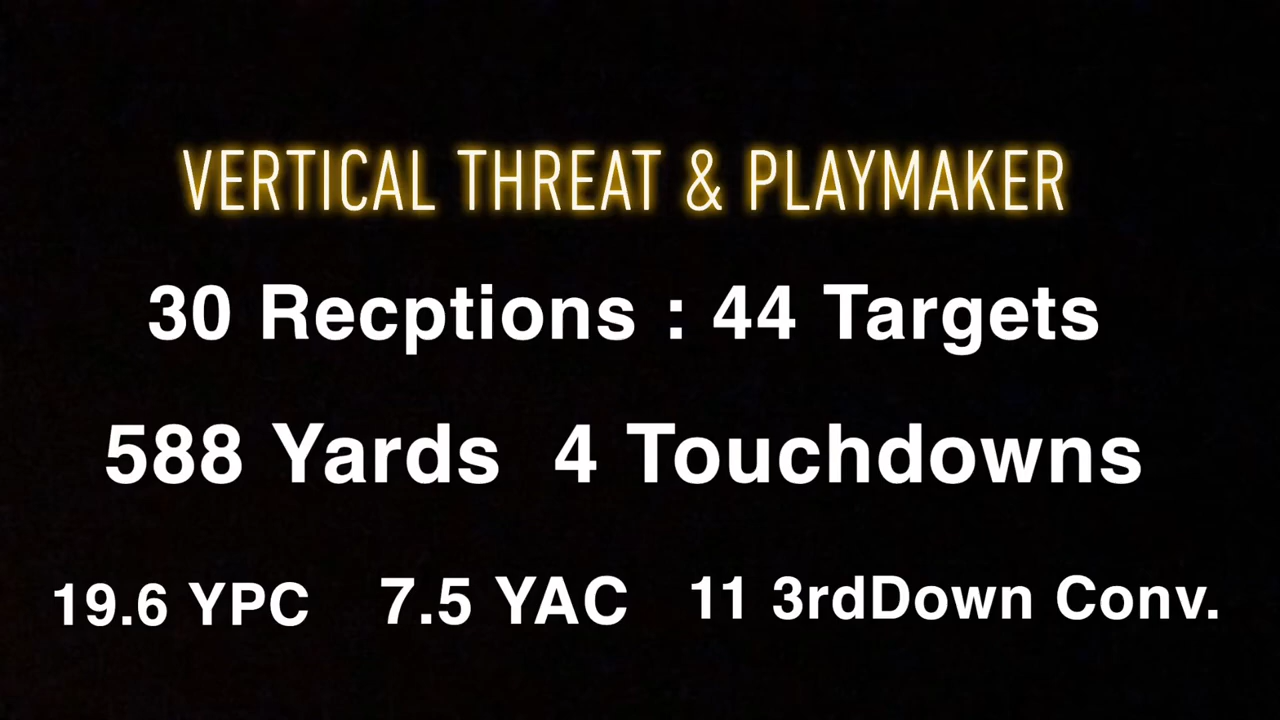 VERTICAL THREAT & PLAYMAKER
30 Recptions : 44 Targets
588 Yards 4 Touchdowns
19.6 YPC 7.5 YAC 11 3rdDown Conv.